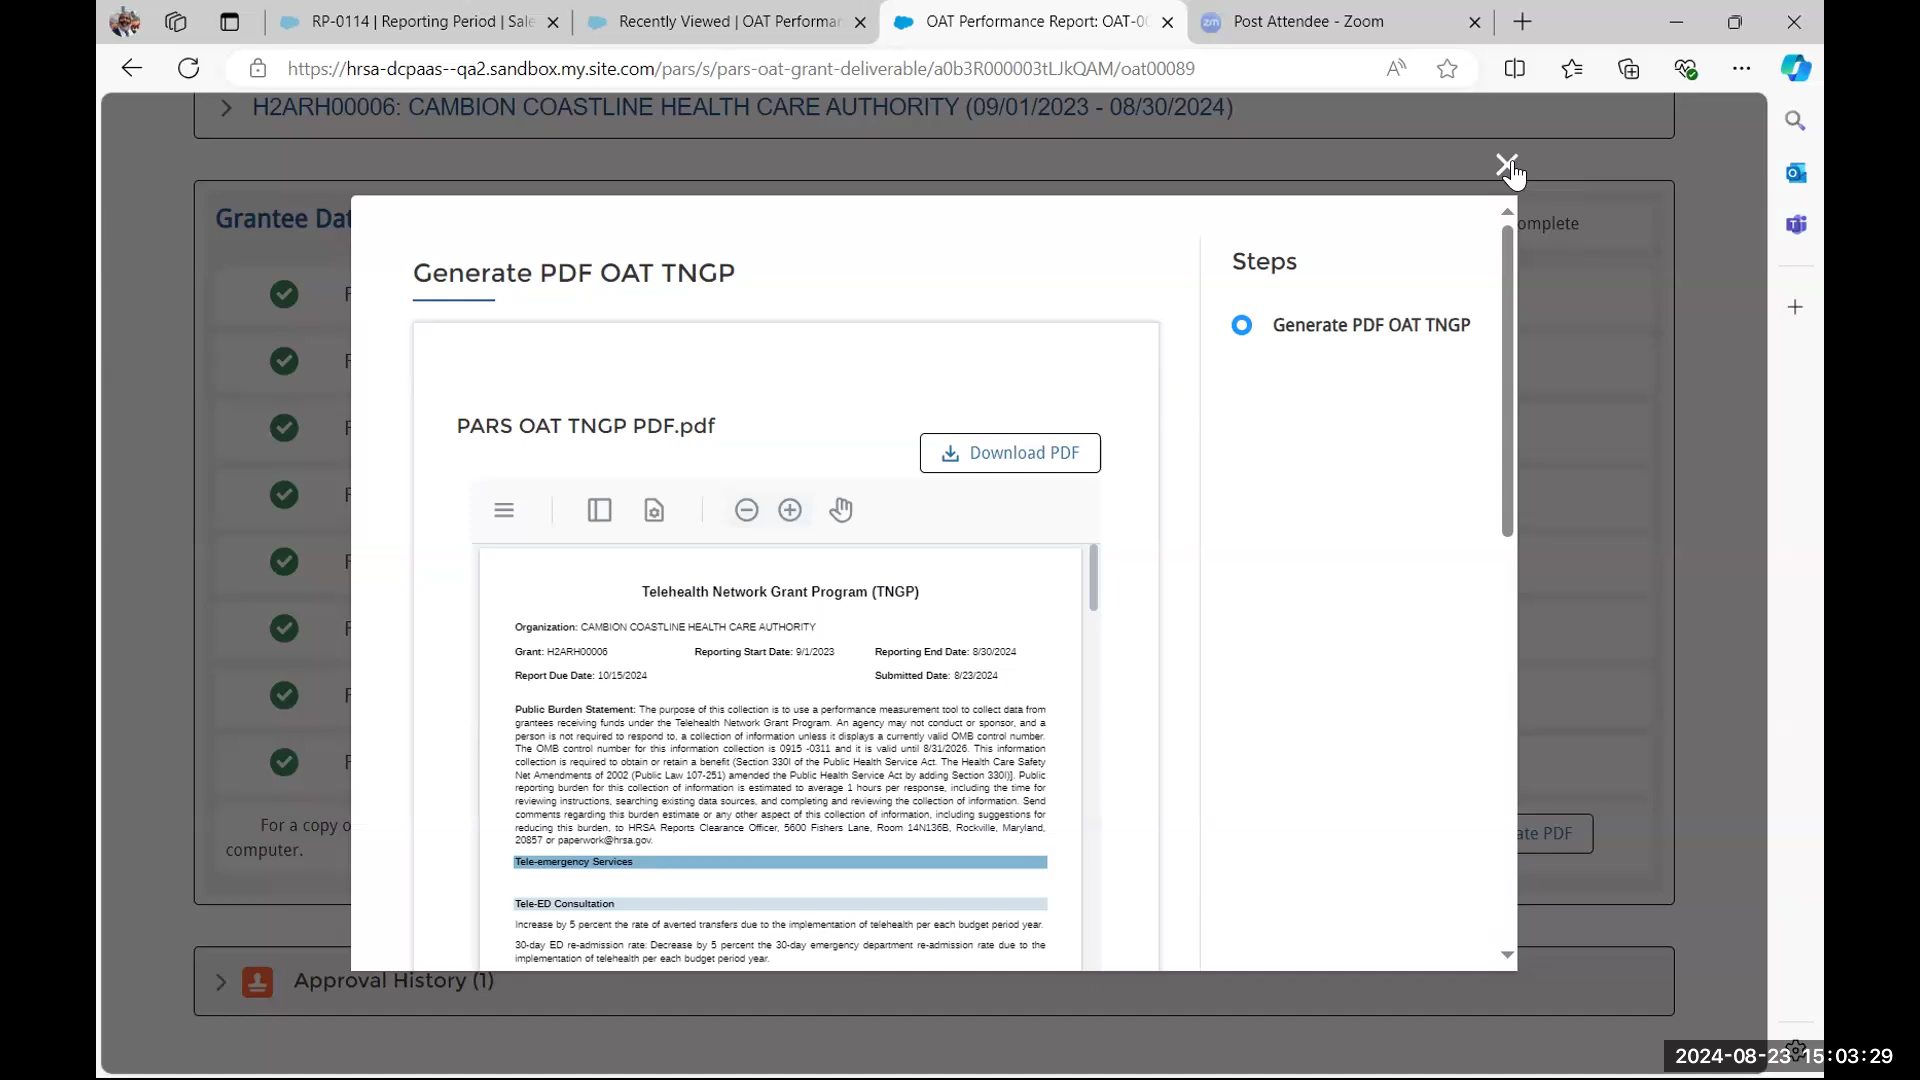 RP-0114 | Reporting Period | Sale
Recently Viewed | OAT Performar
OAT Performance Report: OAT-00
Post Attendee - Zoom
https://hrsa-dcpaas--qa2.sandbox.my.site.com/pars/s/pars-oat-grant-deliverable/a0b3R000003tLJkQAM/oat00089
H2ARH00006: CAMBION COASTLINE HEALTH CARE AUTHORITY (09/01/2023 - 08/30/2024)
Grantee Dat
omplete
Generate PDF OAT TNGP
Steps
Generate PDF OAT TNGP
PARS OAT TNGP PDF.pdf
Download PDF
Telehealth Network Grant Program (TNGP)
Organization: CAMBION COASTLINE HEALTH CARE AUTHORITY
Grant: H2ARH00006 Reporting Start Date: 9/1/2023 Reporting End Date: 8/30/2024
Report Due Date: 10/15/2024 Submitted Date: 8/23/2024
Public Burden Statement: The purpose of this collection is to use a performance measurement tool to collect data from
grantees receiving funds under the Telehealth Network Grant Program. An agency may not conduct or sponsor, and a
person is not required to respond to, a collection of information unless it displays a currently valid OMB control number.
The OMB control number for this information collection is 0915 -0311 and it is valid until 8/31/2026. This information
collection is required to obtain or retain a benefit (Section 330I of the Public Health Service Act. The Health Care Safety
Net Amendments of 2002 (Public Law 107-251) amended the Public Health Service Act by adding Section 330I)]. Public
reporting burden for this collection of information is estimated to average 1 hours per response, including the time for
reviewing instructions, searching existing data sources, and completing and reviewing the collection of information. Send
comments regarding this burden estimate or any other aspect of this collection of information, including suggestions for
reducing this burden, to HRSA Reports Clearance Officer, 5600 Fishers Lane, Room 14N136B, Rockville, Maryland,
20857 or paperwork@hrsa.gov.
Tele-emergency Services
Tele-ED Consultation
Increase by 5 percent the rate of averted transfers due to the implementation of telehealth per each budget period year.
30-day ED re-admission rate: Decrease by 5 percent the 30-day emergency department re-admission rate due to the
implementation of telehealth per each budget period year.
For a copy o
computer.
ate PDF
Approval History (1)
2024-08-23 15:03:29